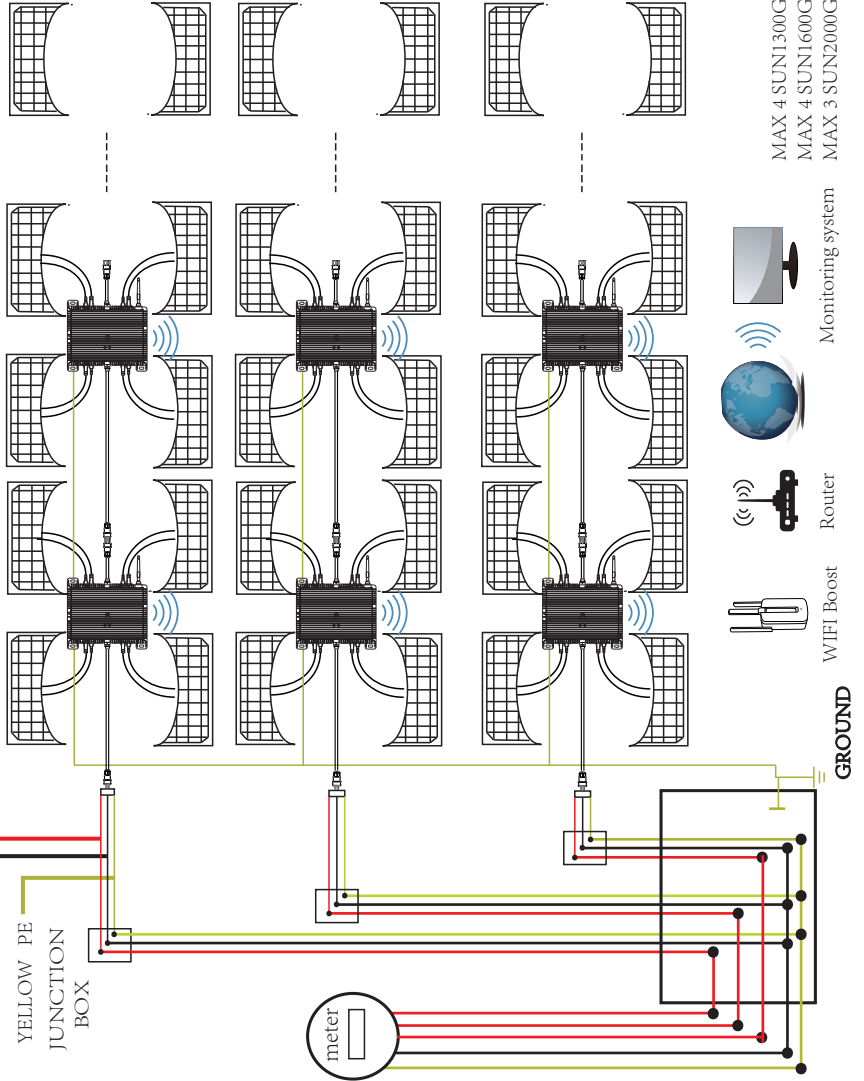 MAX 4 SUN1300G
MAX 4 SUN1600G
MAX 3 SUN2000G
Monitoring system
Router
WIFI Boost
GROUND
YELLOW PE
JUNCTION
BOX
meter